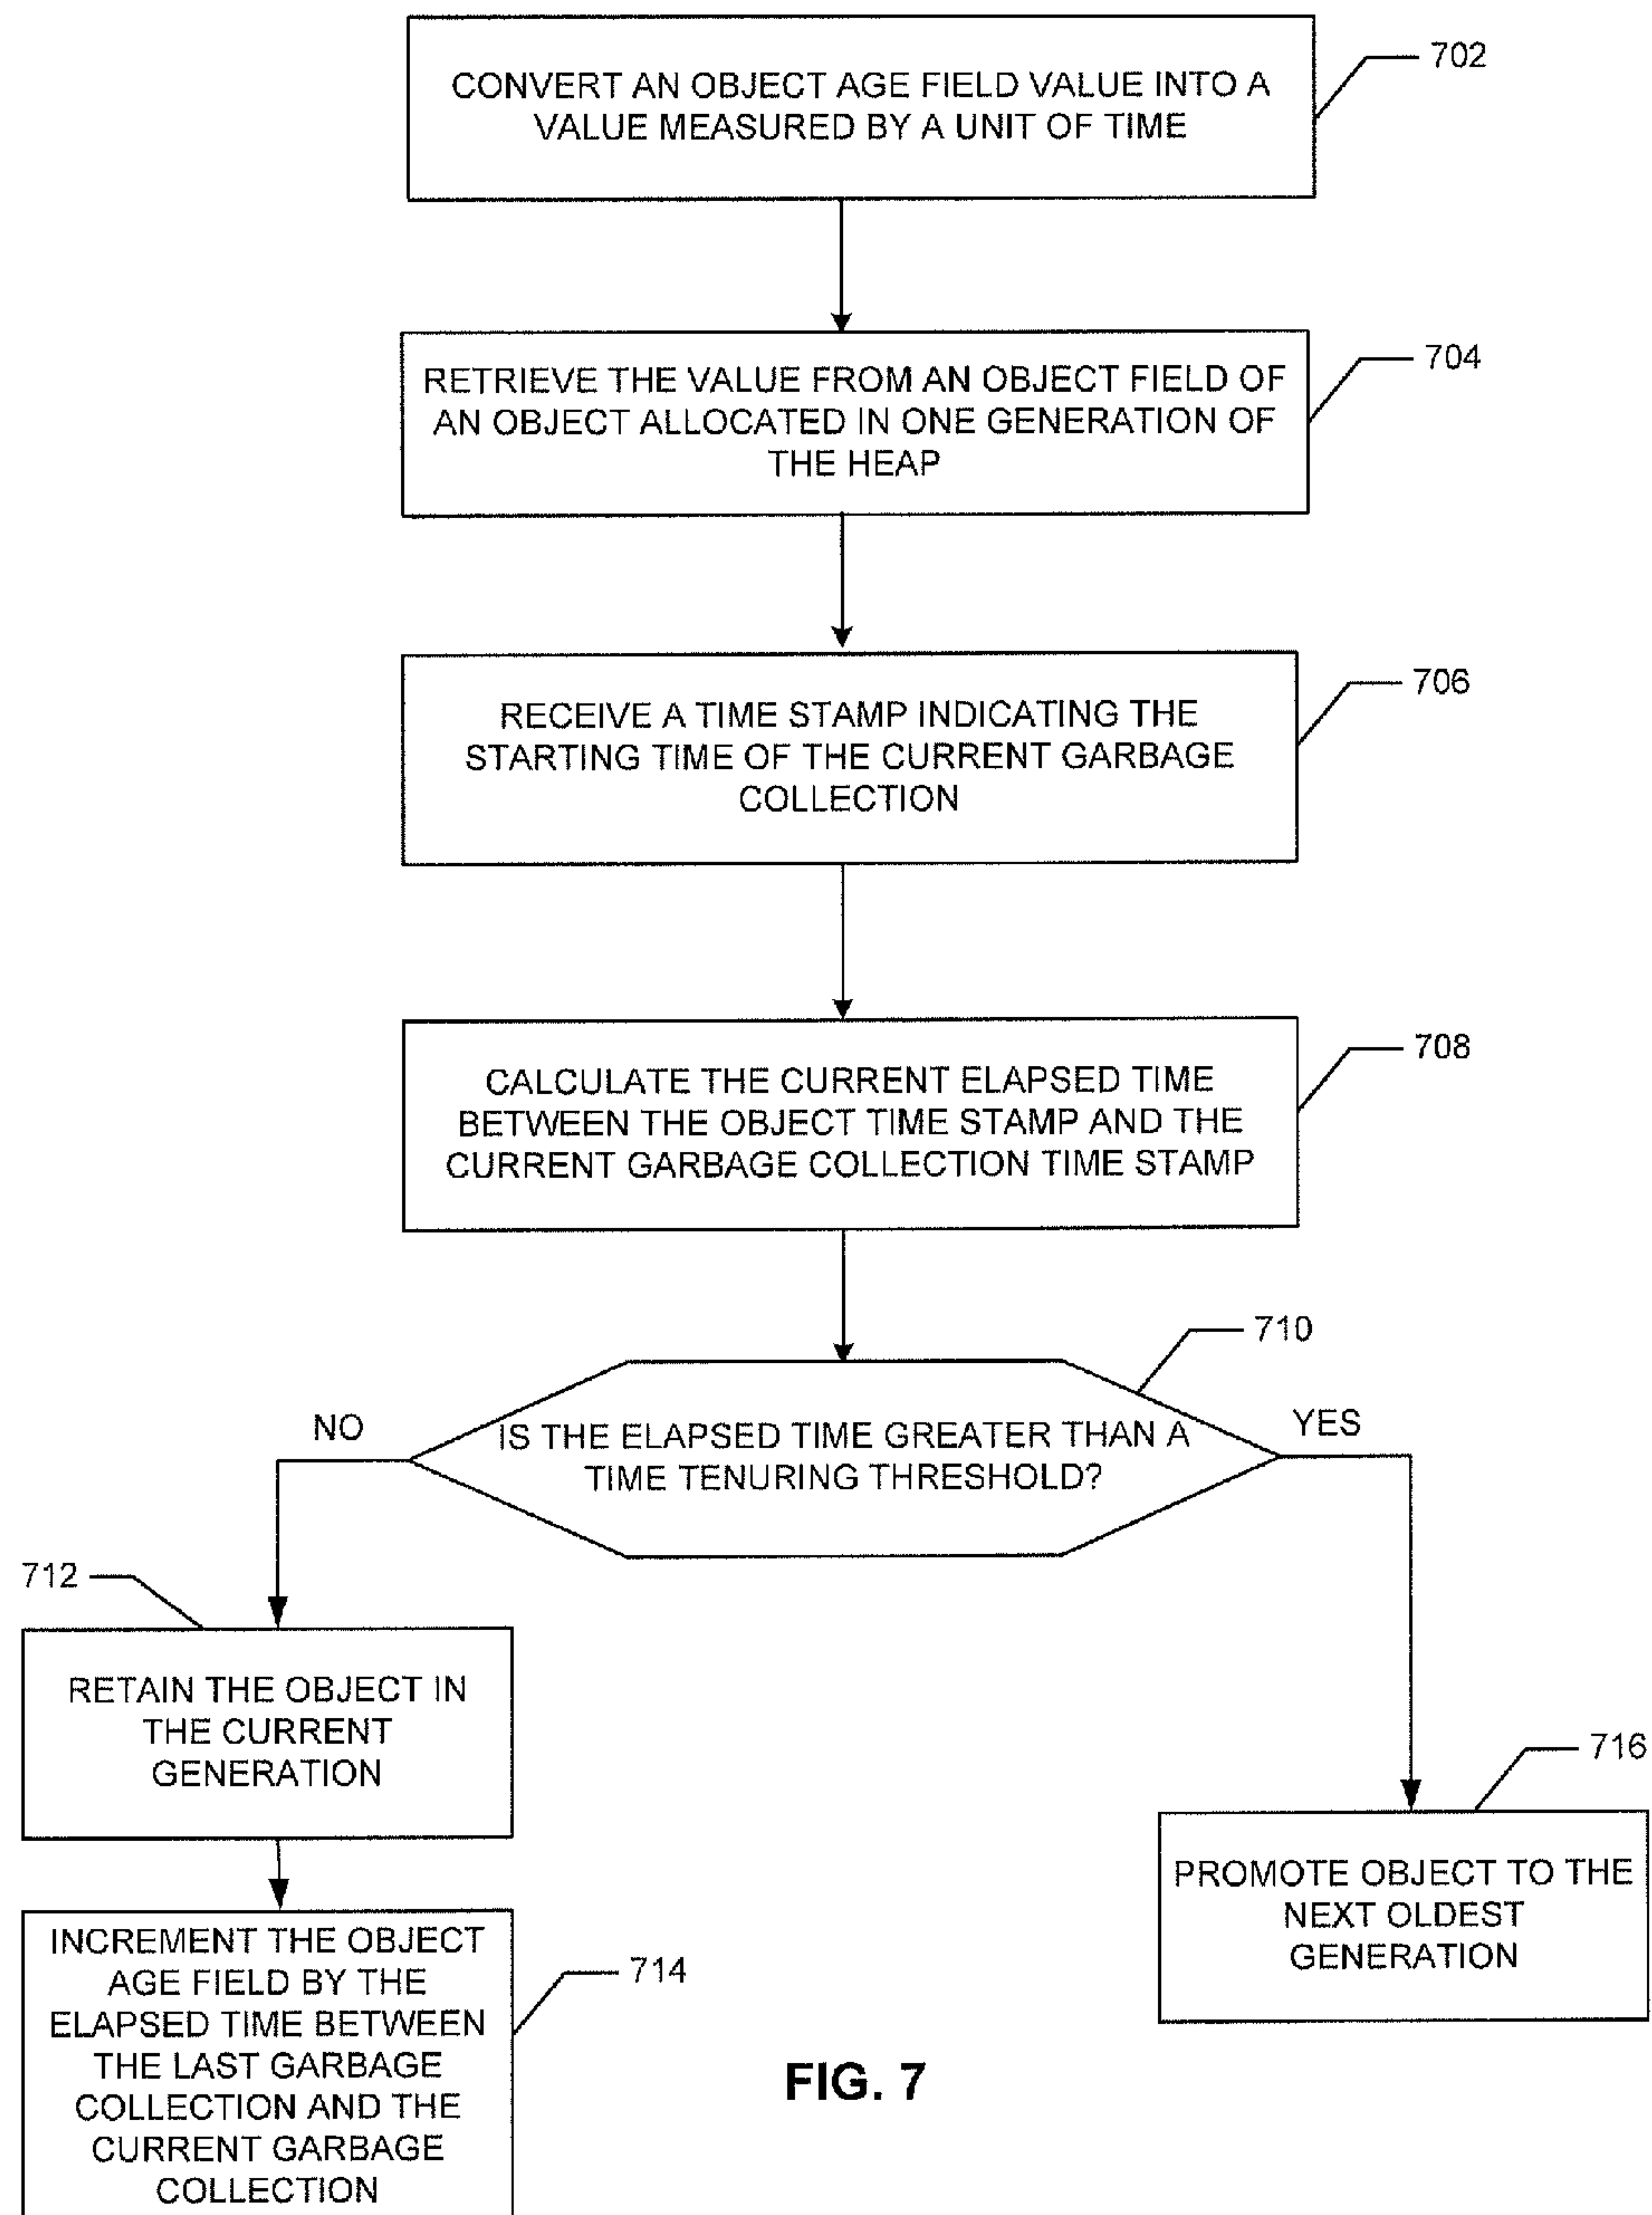 CONVERT AN OBJECT AGE FIELD VALUE INTO A
VALUE MEASURED BY A UNIT OF TIME
702
RETRIEVE THE VALUE FROM AN OBJECT FIELD OF
AN OBJECT ALLOCATED IN ONE GENERATION OF
THE HEAP
704
RECEIVE A TIME STAMP INDICATING THE
STARTING TIME OF THE CURRENT GARBAGE
COLLECTION
706
CALCULATE THE CURRENT ELAPSED TIME
BETWEEN THE OBJECT TIME STAMP AND THE
CURRENT GARBAGE COLLECTION TIME STAMP
708
710
NO
IS THE ELAPSED TIME GREATER THAN A
TIME TENURING THRESHOLD?
YES
712
RETAIN THE OBJECT IN
THE CURRENT
GENERATION
716
PROMOTE OBJECT TO THE
NEXT OLDEST
GENERATION
INCREMENT THE OBJECT
AGE FIELD BY THE
ELAPSED TIME BETWEEN
THE LAST GARBAGE
COLLECTION AND THE
CURRENT GARBAGE
COLLECTION
714
FIG. 7